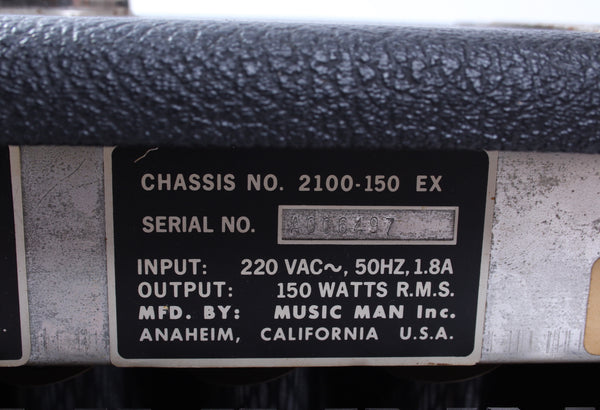 CHASSIS NO. 2100-150 EX
SERIAL NO.
INPUT: 220 VAC~, 50HZ, 1.8A
OUTPUT: 150 WATTS R.M.S.
MFD. BY: MUSIC MAN Inc.
ANAHEIM, CALIFORNIA U.S.A.